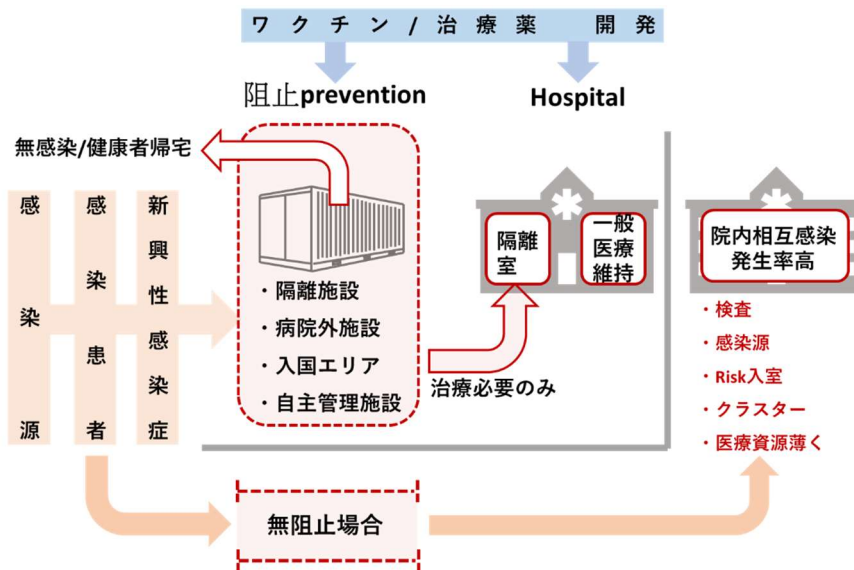 ワクチン/治療薬 開発
阻止prevention
Hospital
無感染/健康者帰宅
感染源
感染患者
新興性感染症
・隔離施設
・病院外施設
・入国エリア
・自主管理施設
治療必要のみ
隔離
室
一般
医療
維持
院内相互感染
発生率高
・検査
・感染源
・Risk入室
・クラスター
・医療資源薄く
無阻止場合